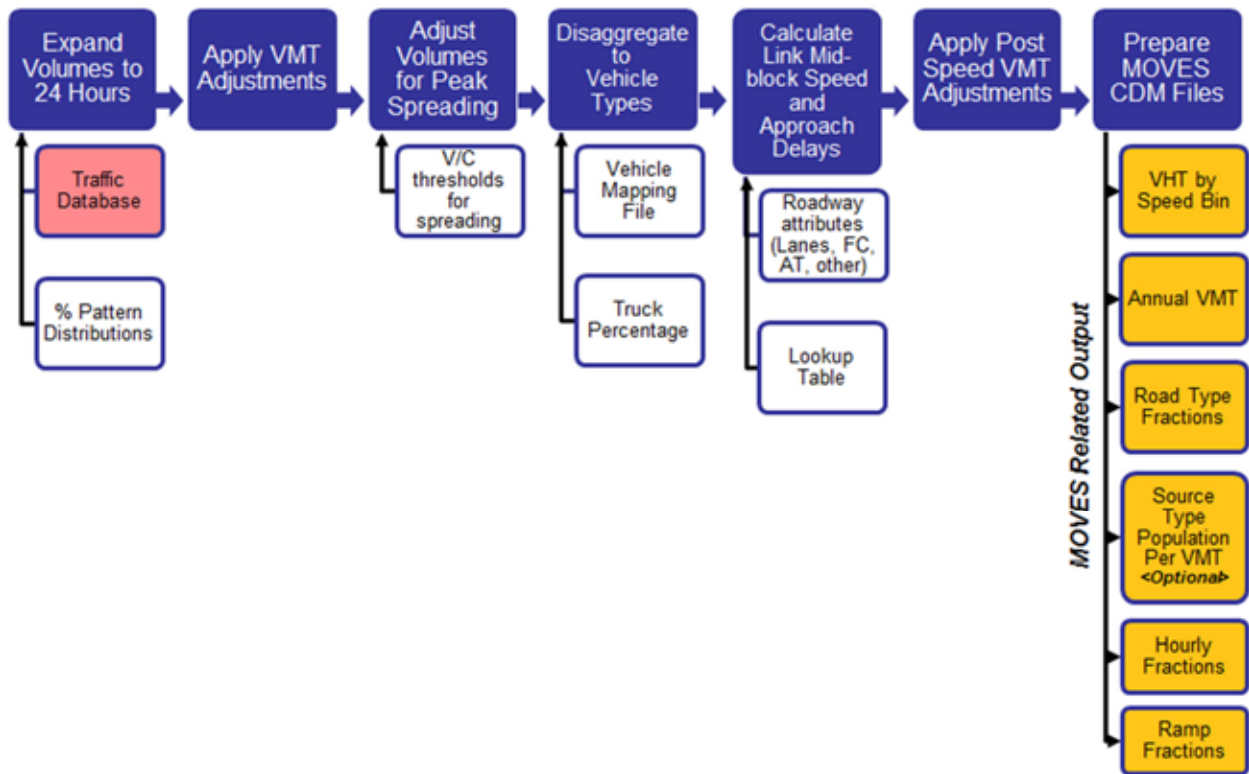 Expand
Volumes to
24 Hours
Apply VMT
Adjustments
Adjust
Volumes
for Peak
Spreading
Disaggregate
to
Vehicle
Types
Calculate
Link Mid-
block Speed
and
Approach
Delays
Apply Post
Speed VMT
Adjustments
Prepare
MOVES
CDM Files
Traffic
Database
% Pattern
Distributions
V/C
thresholds
for
spreading
Vehicle
Mapping
File
Truck
Percentage
Roadway
attributes
(Lanes, FC,
AT, other)
Lookup
Table
MOVES Related Output
VHT by
Speed Bin
Annual VMT
Road Type
Fractions
Source
Type
Population
Per VMT
<Optional>
Hourly
Fractions
Ramp
Fractions